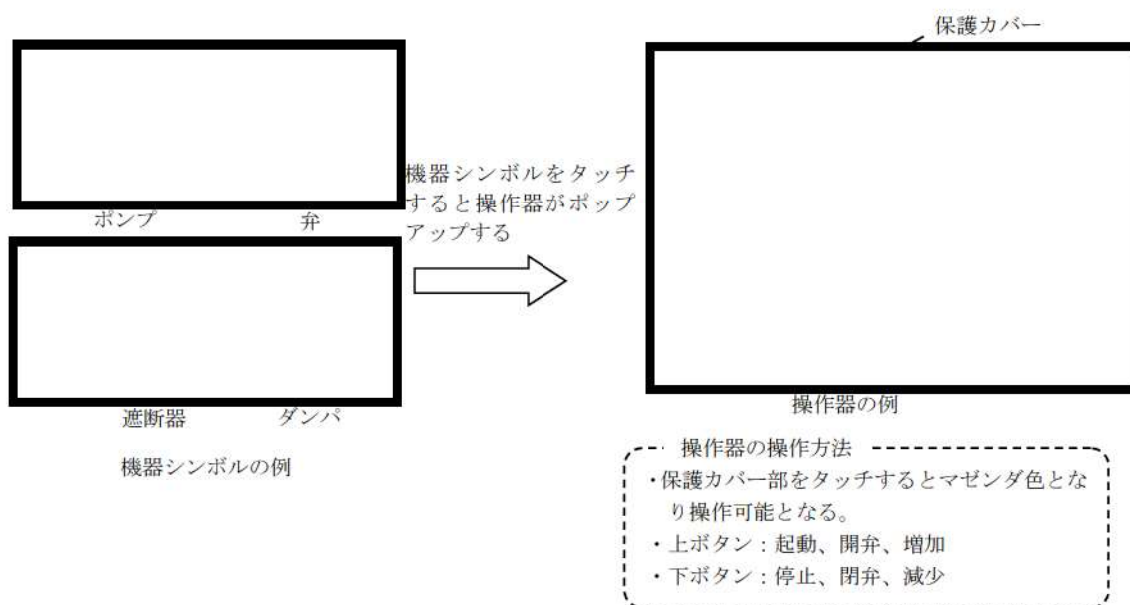 保護カバー
機器シンボルをタッチ
すると操作器がポップ
アップする
ポンプ 弁
遮断器 ダンパ
機器シンボルの例
操作器の例
操作器の操作方法
・保護カバー部をタッチするとマゼンダ色とな
り操作可能となる。
・上ボタン：起動、開弁、増加
・下ボタン：停止、閉弁、減少